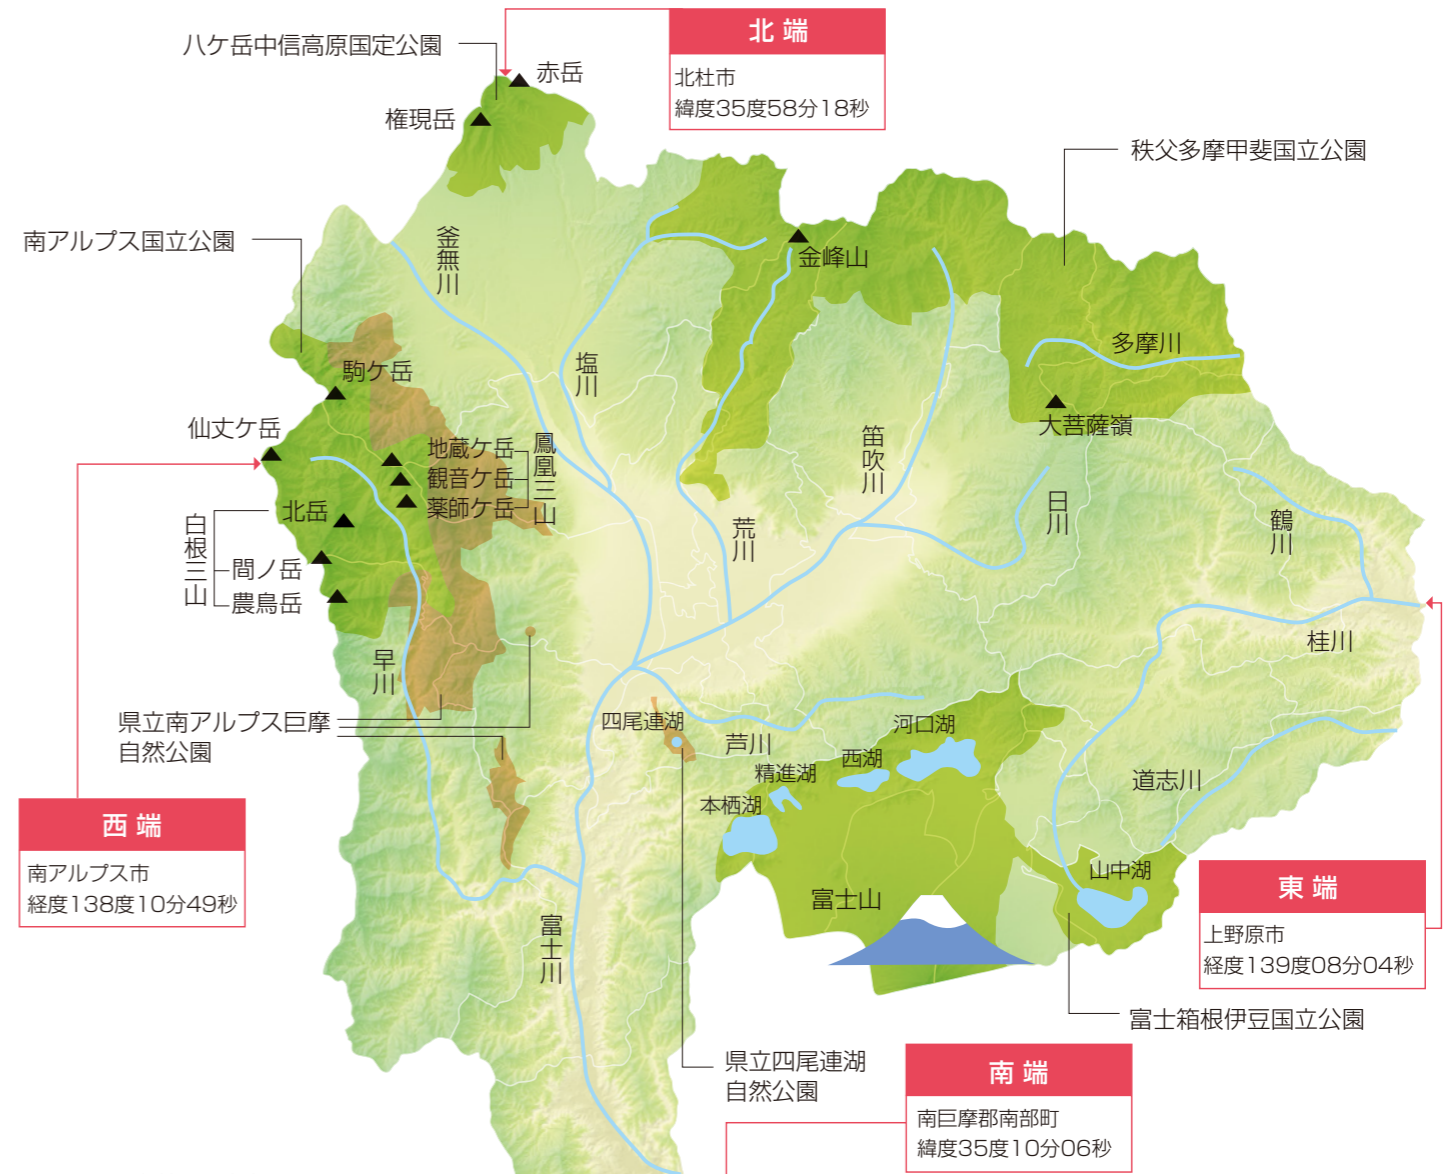 北端
北杜市
緯度35度58分18秒
八ケ岳中信高原国定公園
赤岳
権現岳
秩父多摩甲斐国立公園
南アルプス国立公園
釜無川
金峰山
塩川
多摩川
駒ケ岳
大菩薩嶺
仙丈ケ岳
地蔵ケ岳
観音ケ岳
薬師ケ岳
鳳凰三山
笛吹川
日川
鶴川
荒川
北岳
間ノ岳
農鳥岳
白根三山
桂川
早川
県立南アルプス巨摩
自然公園
四尾連湖
芦川
河口湖
西湖
精進湖
本栖湖
道志川
山中湖
富士山
富士川
西端
南アルプス市
経度138度10分49秒
東端
上野原市
経度139度08分04秒
富士箱根伊豆国立公園
県立四尾連湖
自然公園
南端
南巨摩郡南部町
緯度35度10分06秒